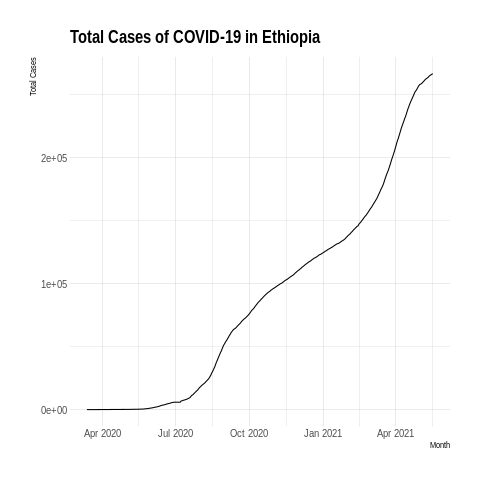 Total Cases of COVID-19 in Ethiopia
Total Cases
2e+05
1e+05
0e+00
Apr 2020 Jul 2020 Oct 2020 Jan 2021 Apr 2021
Month